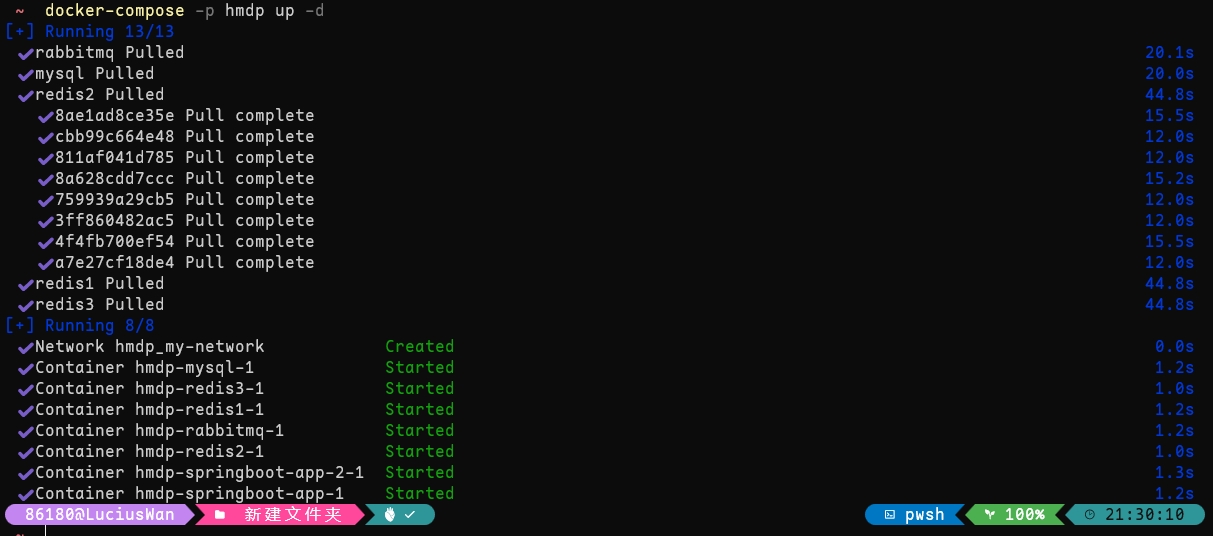 ~ docker-compose -p hmdp up -d
[+] Running 13/13
✔rabbitmq Pulled 20.1s
✔mysql Pulled 20.0s
✔redis2 Pulled 44.8s
✔8ae1ad8ce35e Pull complete 15.5s
✔cbb99c664e48 Pull complete 12.0s
✔811af041d785 Pull complete 12.0s
✔8a628cdd7ccc Pull complete 15.2s
✔759939a29cb5 Pull complete 12.0s
✔3ff860482ac5 Pull complete 12.0s
✔4f4fb700ef54 Pull complete 15.5s
✔a7e27cf18de4 Pull complete 12.0s
✔redis1 Pulled 44.8s
✔redis3 Pulled 44.8s
[+] Running 8/8
✔Network hmdp_my-network Created 0.0s
✔Container hmdp-mysql-1 Started 1.2s
✔Container hmdp-redis3-1 Started 1.0s
✔Container hmdp-redis1-1 Started 1.2s
✔Container hmdp-rabbitmq-1 Started 1.2s
✔Container hmdp-redis2-1 Started 1.0s
✔Container hmdp-springboot-app-2-1 Started 1.3s
✔Container hmdp-springboot-app-1 Started 1.2s
86180@LuciusWan 新建文件夹 ✓ pwsh 100% 21:30:10
~